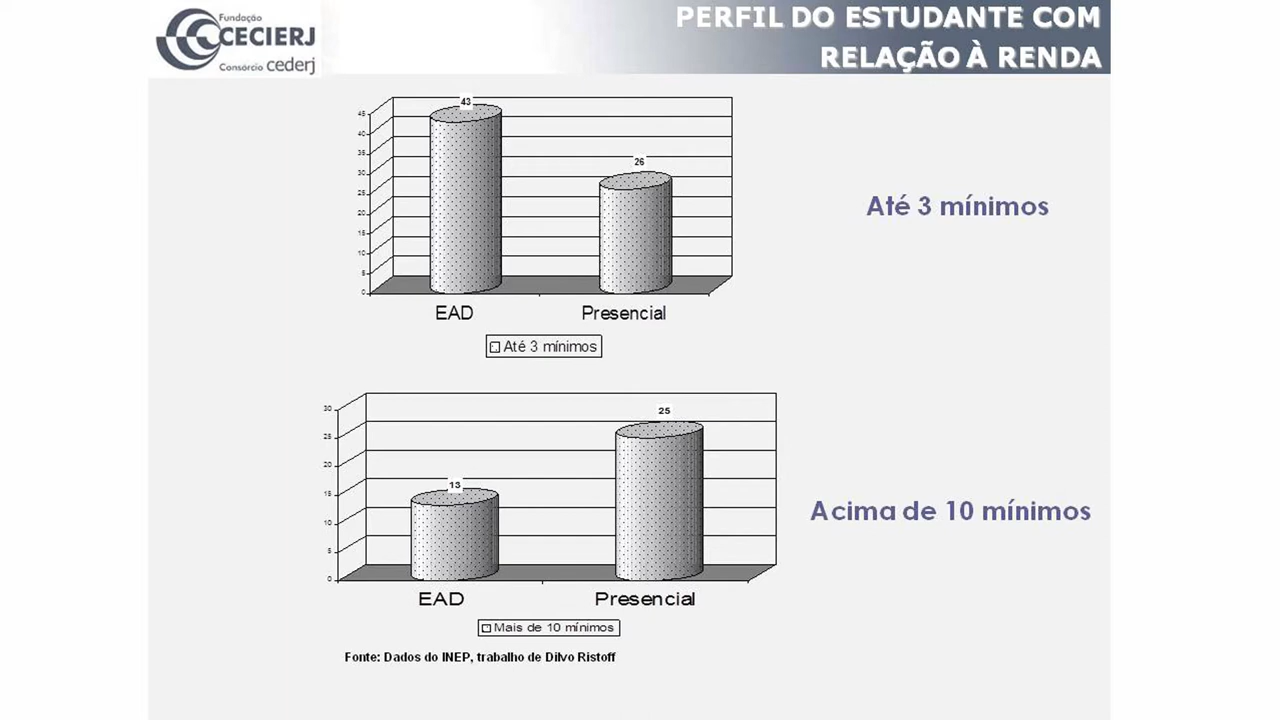 Fundação
CECIERJ
Consórcio cederj
PERFIL DO ESTUDANTE COM
RELAÇÃO À RENDA
43
26
45
40
35
30
25
20
15
10
5
0
EAD Presencial
Até 3 mínimos
Até 3 mínimos
25
13
30
25
20
15
10
5
0
EAD Presencial
Mais de 10 mínimos
Acima de 10 mínimos
Fonte: Dados do INEP, trabalho de Dilvo Ristoff